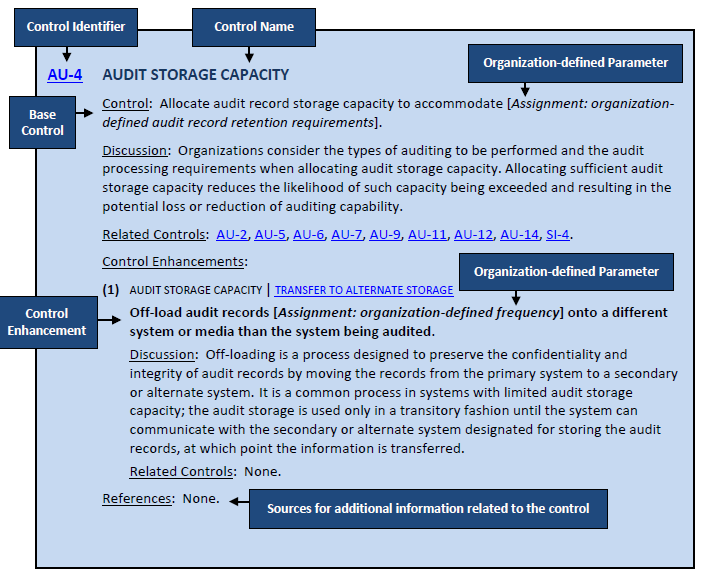 Control Identifier
Control Name
Organization-defined Parameter
AU-4 AUDIT STORAGE CAPACITY
Base
Control
Control: Allocate audit record storage capacity to accommodate [Assignment: organization-
defined audit record retention requirements].
Discussion: Organizations consider the types of auditing to be performed and the audit
processing requirements when allocating audit storage capacity. Allocating sufficient audit
storage capacity reduces the likelihood of such capacity being exceeded and resulting in the
potential loss or reduction of auditing capability.
Related Controls: AU-2, AU-5, AU-6, AU-7, AU-9, AU-11, AU-12, AU-14, SI-4.
Control Enhancements:
Organization-defined Parameter
(1) AUDIT STORAGE CAPACITY | TRANSFER TO ALTERNATE STORAGE
Control
Enhancement
Off-load audit records [Assignment: organization-defined frequency] onto a different
system or media than the system being audited.
Discussion: Off-loading is a process designed to preserve the confidentiality and
integrity of audit records by moving the records from the primary system to a secondary
or alternate system. It is a common process in systems with limited audit storage
capacity; the audit storage is used only in a transitory fashion until the system can
communicate with the secondary or alternate system designated for storing the audit
records, at which point the information is transferred.
Related Controls: None.
References: None.
Sources for additional information related to the control